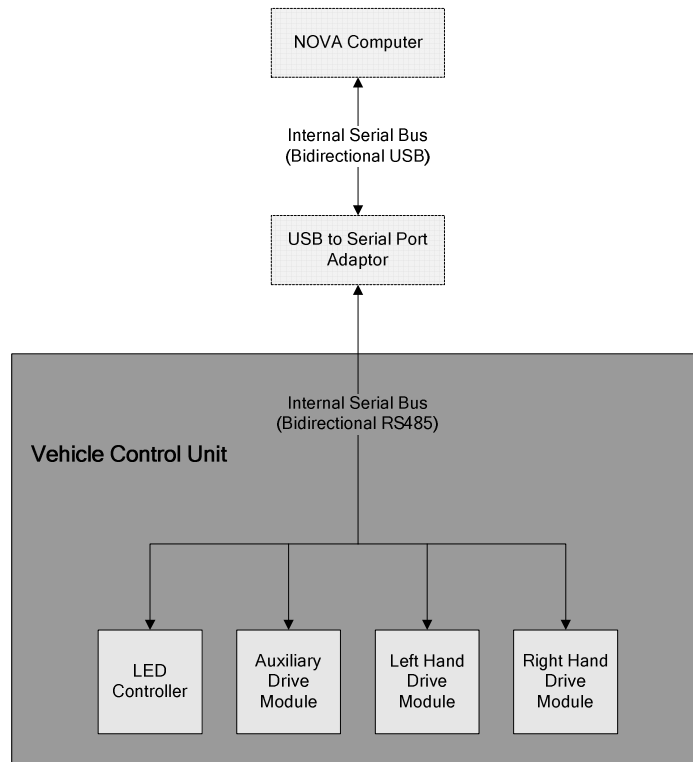 NOVA Computer
Internal Serial Bus
(Bidirectional USB)
USB to Serial Port
Adaptor
Internal Serial Bus
(Bidirectional RS485)
Vehicle Control Unit
LED
Controller
Auxiliary
Drive
Module
Left Hand
Drive
Module
Right Hand
Drive
Module